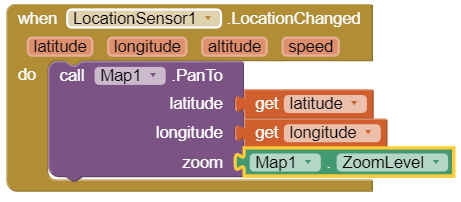 when LocationSensor1 .LocationChanged
latitude longitude altitude speed
do call Map1 .PanTo
latitude get latitude
longitude get longitude
zoom Map1 . ZoomLevel